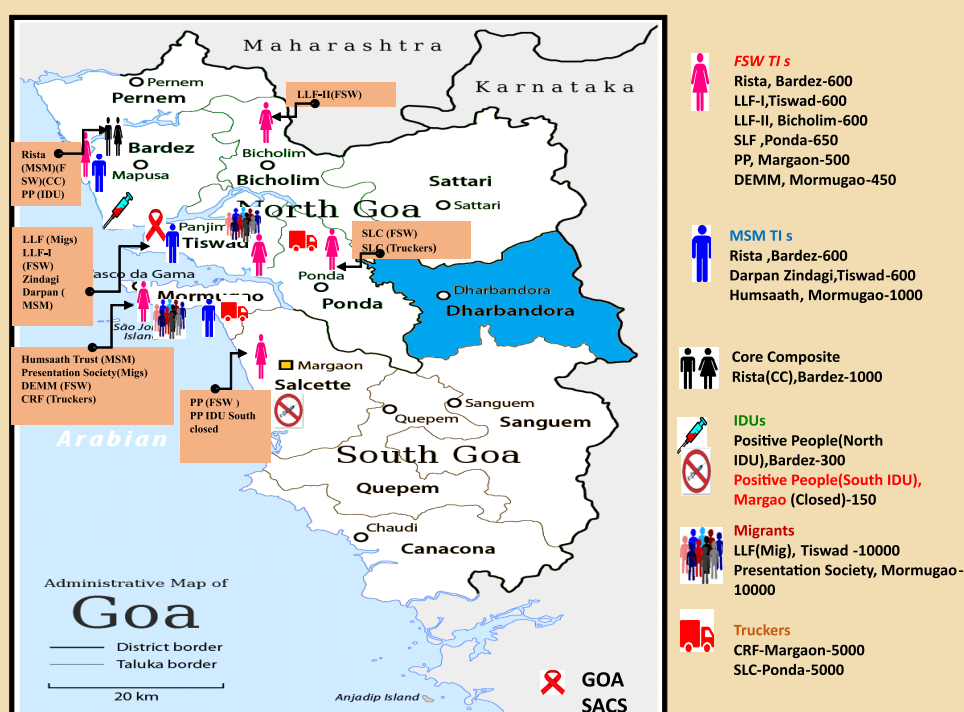 Maharashtra
Karnataka
Pernem
Pernem
LLF-II(FSW)
Bardez
Mapusa
Bicholim
Bicholim
Rista
(MSM)(F
SW)(CC)
PP (IDU)
Sattari
Sattari
North Goa
Panjim
Tiswad
SLC (FSW)
SLC (Truckers)
LLF (Migs)
LLF-I
(FSW)
Zindagi
Darpan (
MSM)
Vasco da Gama
Mormugao
Ponda
Ponda
Dharbandora
Dharbandora
Island
Humsaath Trust (MSM)
Presentation Society(Migs)
DEMM (FSW)
CRF (Truckers)
Margaon
Salcette
PP (FSW )
PP IDU South
closed
Sanguem
Sanguem
Quepem
Arabian
South Goa
Quepem
Chaudi
Canacona
Administrative Map of
Goa
District border
Taluka border
20 km
Anjadip Island
GOA
SACS
FSW TI s
Rista, Bardez-600
LLF-I,Tiswad-600
LLF-II, Bicholim-600
SLF ,Ponda-650
PP, Margaon-500
DEMM, Mormugao-450
MSM TI s
Rista ,Bardez-600
Darpan Zindagi,Tiswad-600
Humsaath, Mormugao-1000
Core Composite
Rista(CC),Bardez-1000
IDUs
Positive People(North
IDU),Bardez-300
Positive People(South IDU),
Margao (Closed)-150
Migrants
LLF(Mig), Tiswad -10000
Presentation Society, Mormugao-
10000
Truckers
CRF-Margaon-5000
SLC-Ponda-5000